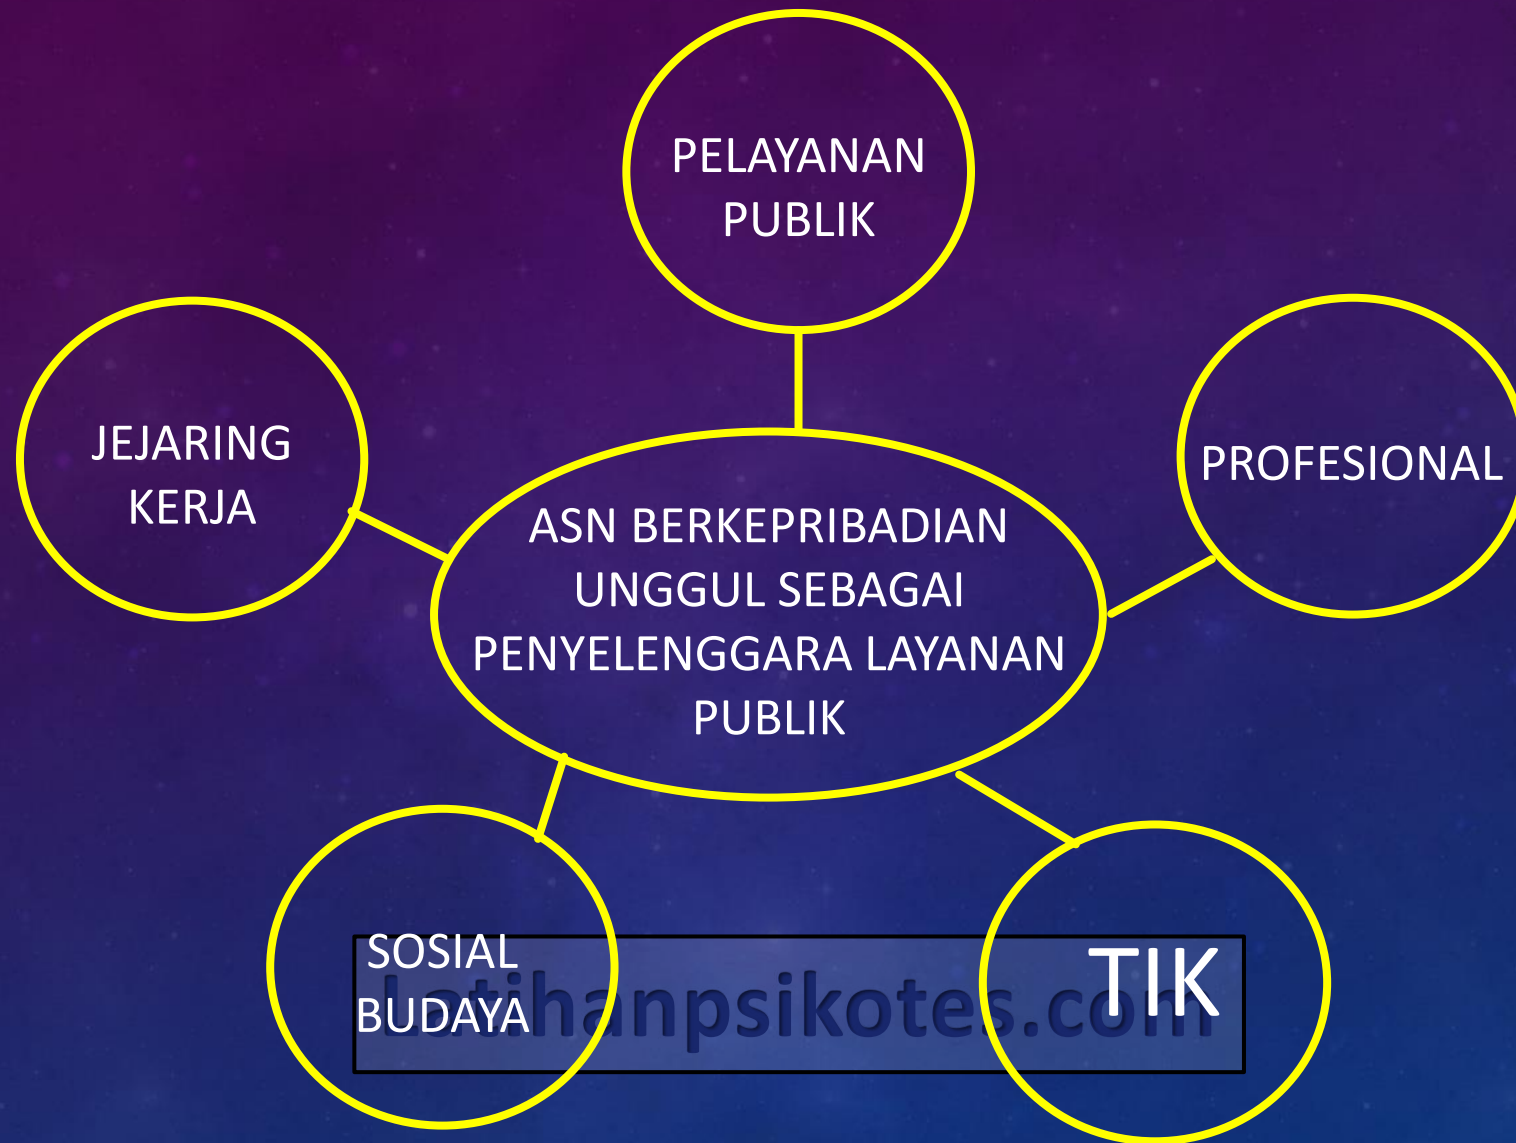 PELAYANAN
PUBLIK
JEJARING
KERJA
PROFESIONAL
ASN BERKEPRIBADIAN
UNGGUL SEBAGAI
PENYELENGGARA LAYANAN
PUBLIK
SOSIAL
BUDAYA
TIK
Latihanpsikotes.com